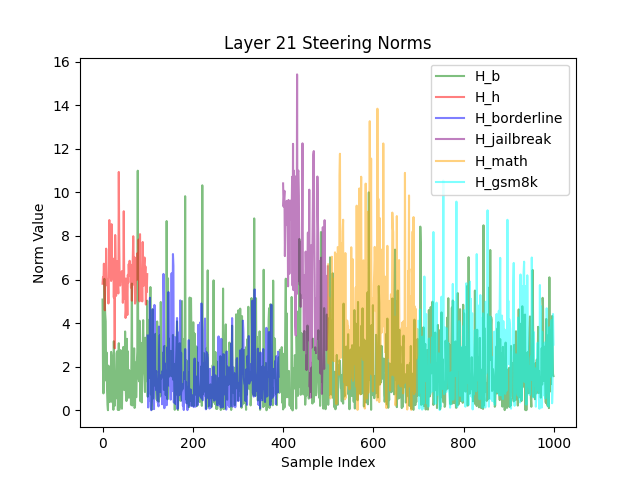 Layer 21 Steering Norms
Norm Value
16
14
12
10
8
6
4
2
0
H_b
H_h
H_borderline
H_jailbreak
H_math
H_gsm8k
0
200
400
600
800
1000
Sample Index